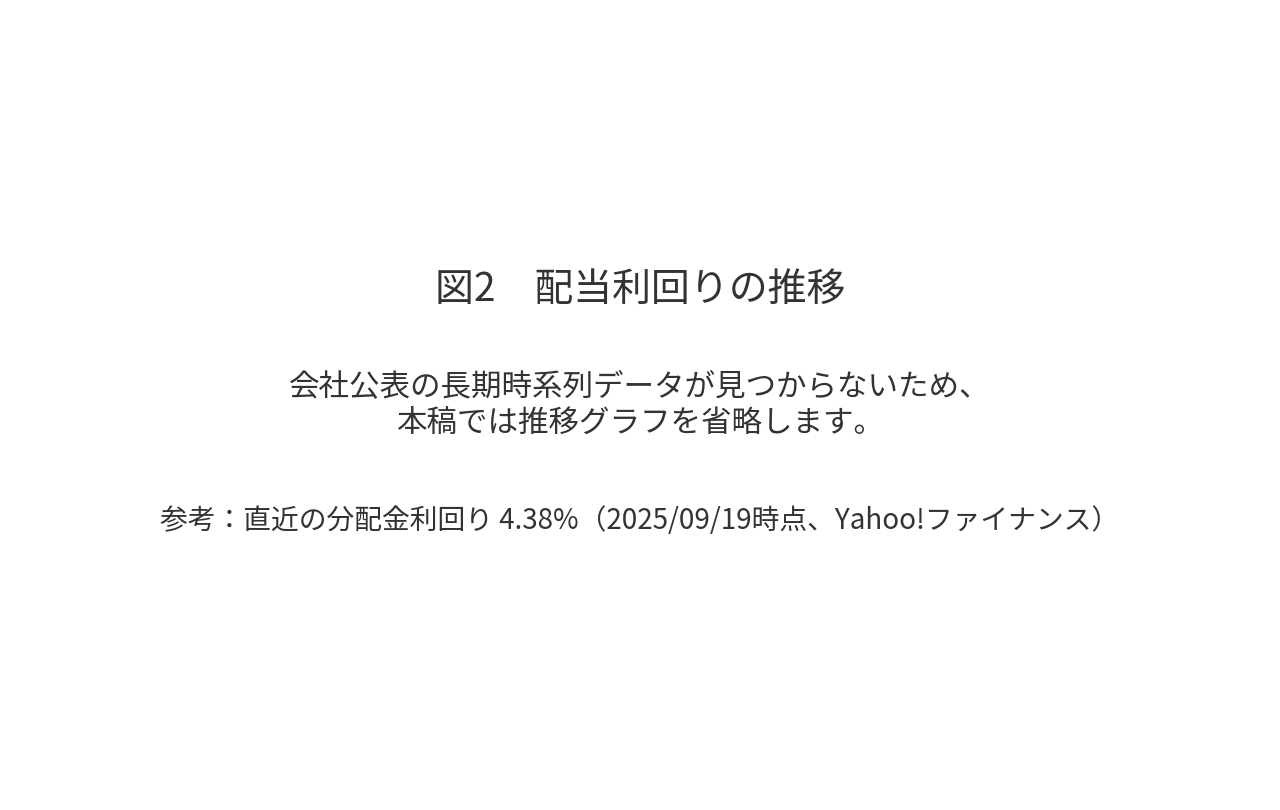 図2　配当利回りの推移
会社公表の長期時系列データが見つからないため、
本稿では推移グラフを省略します。
参考：直近の分配金利回り 4.38%（2025/09/19時点、Yahoo!ファイナンス）